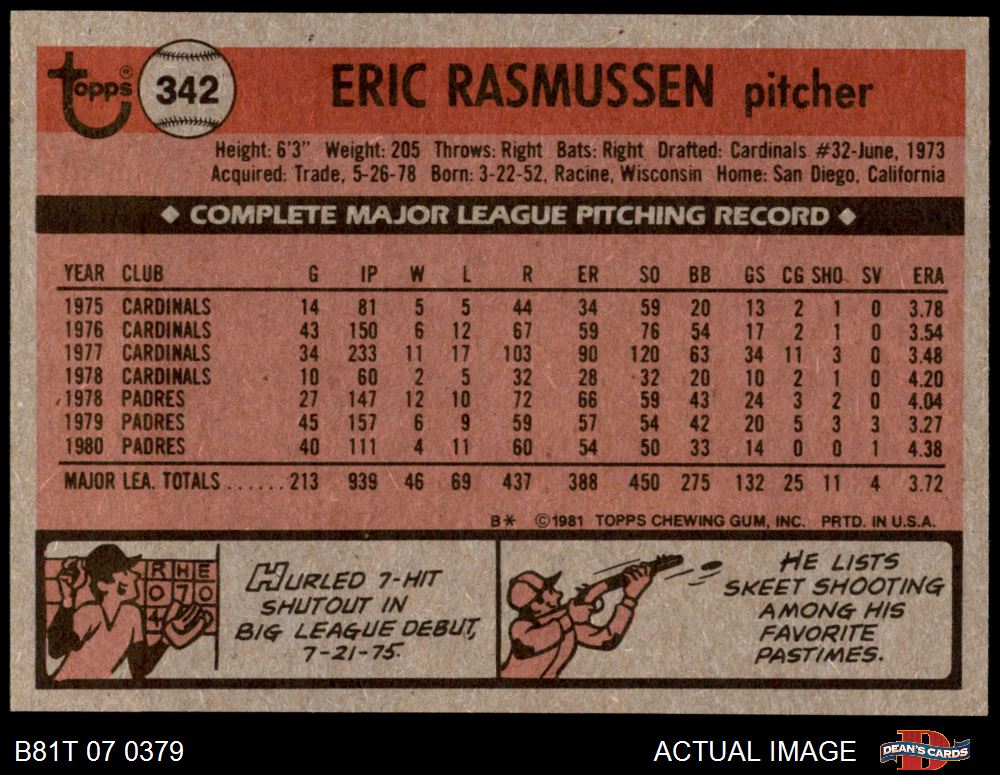 topps®
342
ERIC RASMUSSEN pitcher
Height: 6'3" Weight: 205 Throws: Right Bats: Right Drafted: Cardinals #32-June, 1973
Acquired: Trade, 5-26-78 Born: 3-22-52, Racine, Wisconsin Home: San Diego, California
◆ COMPLETE MAJOR LEAGUE PITCHING RECORD ◆
YEAR CLUB G IP W L R ER SO BB GS CG SHO SV ERA
1975 CARDINALS 14 81 5 5 44 34 59 20 13 2 1 0 3.78
1976 CARDINALS 43 150 6 12 67 59 76 54 17 2 1 0 3.54
1977 CARDINALS 34 233 11 17 103 90 120 63 34 11 3 0 3.48
1978 CARDINALS 10 60 2 5 32 28 32 20 10 2 1 0 4.20
1978 PADRES 27 147 12 10 72 66 59 43 24 3 2 0 4.04
1979 PADRES 45 157 6 9 59 57 54 42 20 5 3 3 3.27
1980 PADRES 40 111 4 11 60 54 50 33 14 0 0 1 4.38
MAJOR LEA. TOTALS ...... 213 939 46 69 437 388 450 275 132 25 11 4 3.72
B* ©1981 TOPPS CHEWING GUM, INC. PRTD. IN U.S.A.
R H E
0 7 0
HURLED 7-HIT
SHUTOUT IN
BIG LEAGUE DEBUT,
7-21-75.
HE LISTS
SKEET SHOOTING
AMONG HIS
FAVORITE
PASTIMES.
B81T 07 0379
ACTUAL IMAGE
DEAN'S CARDS